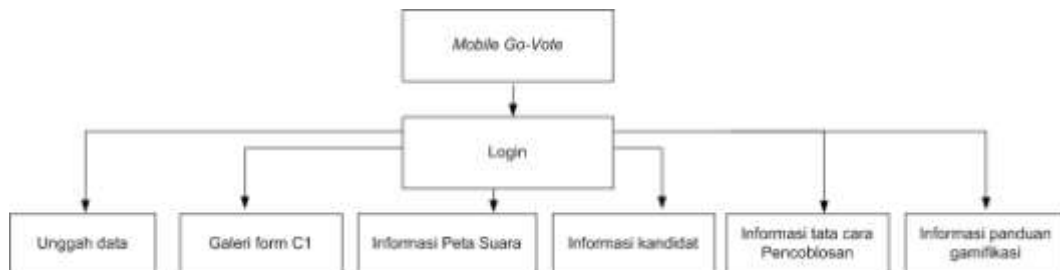 Mobile Go-Vote
Login
Unggah data
Galeri form C1
Informasi Peta Suara
Informasi kandidat
Informasi tata cara
Pencoblosan
Informasi panduan
gamifikasi